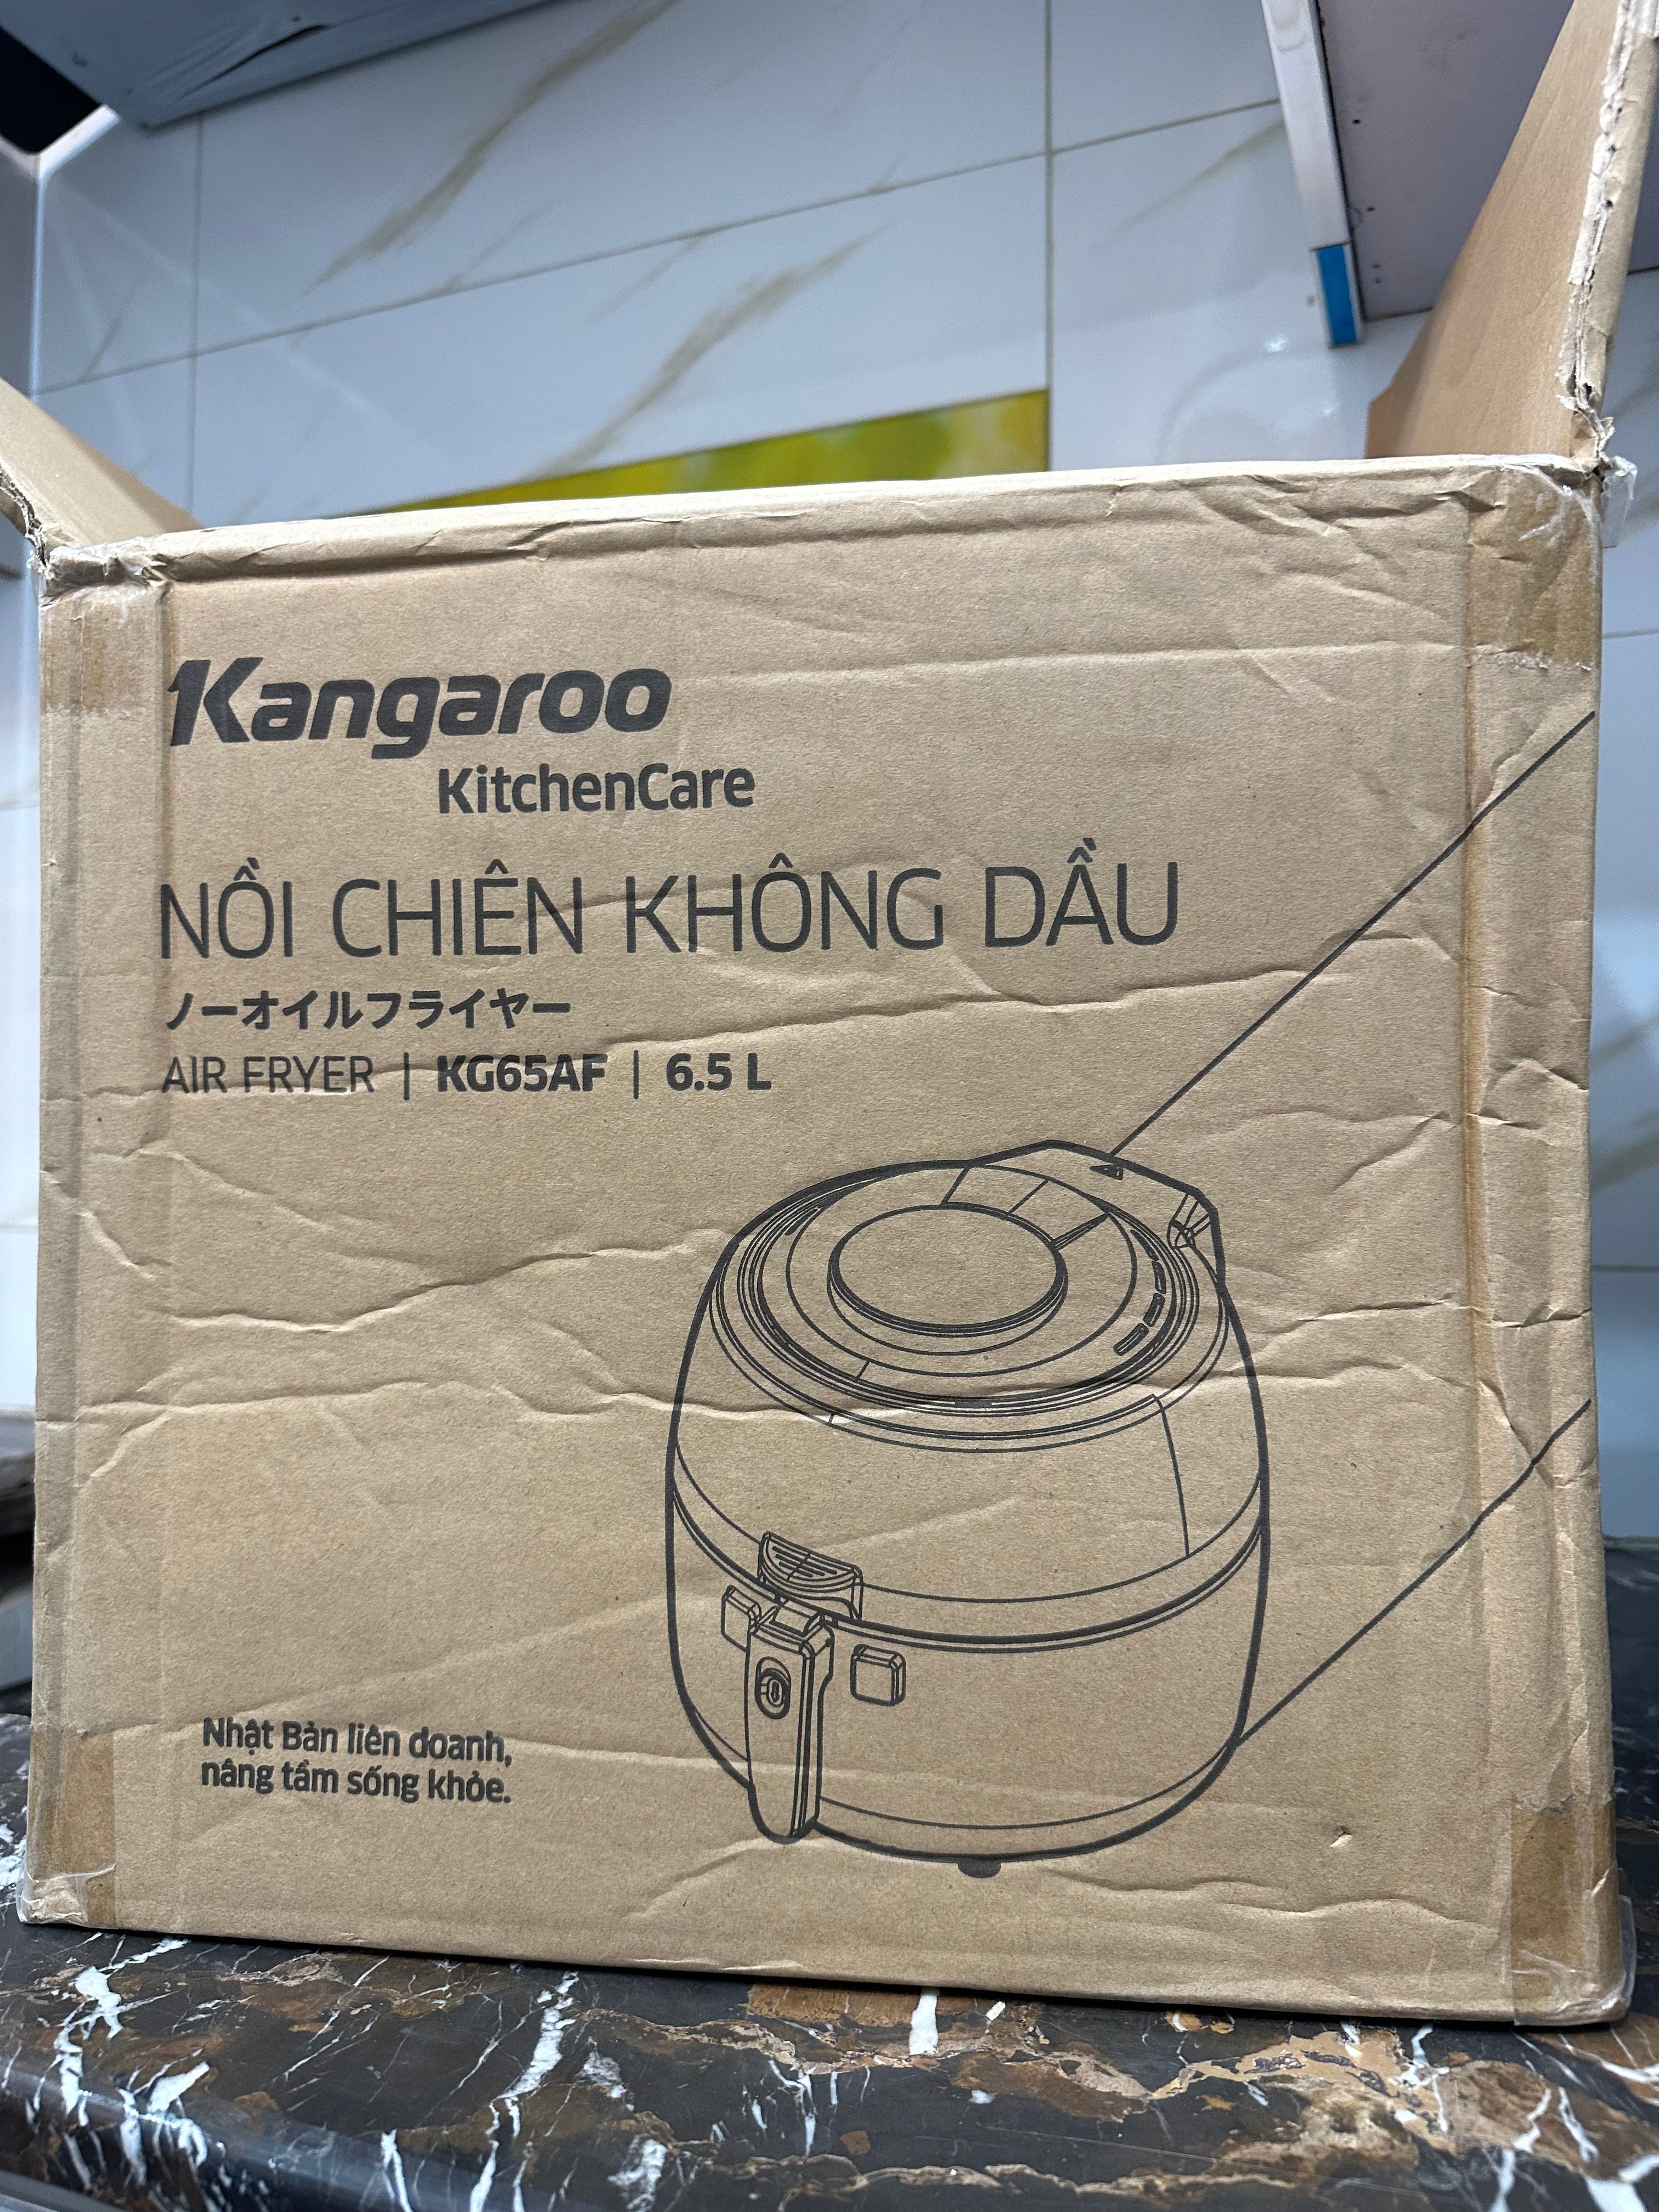 Kangaroo
KitchenCare
NỒI CHIÊN KHÔNG DẦU
ノーオイルフライヤー
AIR FRYER | KG65AF | 6.5 L
Nhật Bản liên doanh,
nâng tầm sống khỏe.